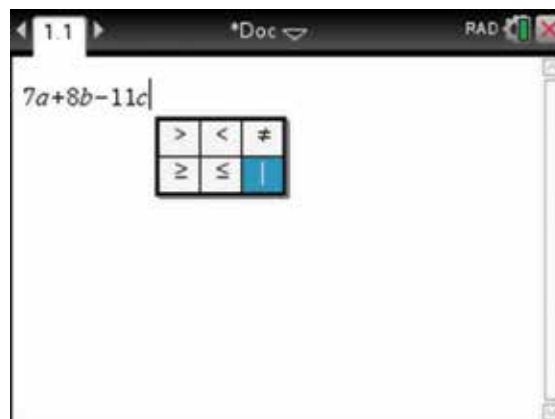 1.1 *Doc RAD
7a+8b−11c
> < ≠
≥ ≤ |